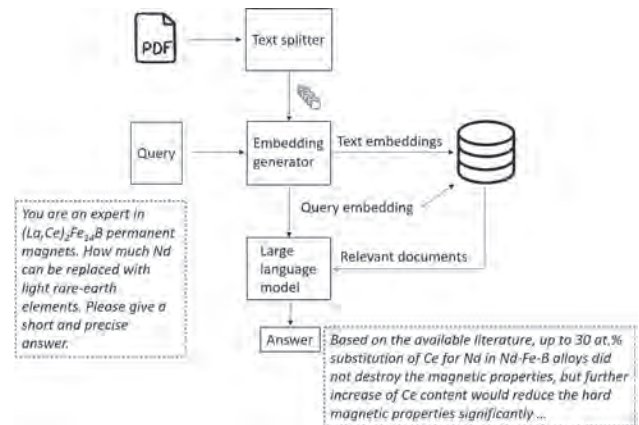 PDF
Text splitter
Query
Embedding
generator
Text embeddings
Query embedding
You are an expert in
(La,Ce)₂Fe₁₄B permanent
magnets. How much Nd
can be replaced with
light rare-earth
elements. Please give a
short and precise
answer.
Large
language
model
Relevant documents
Answer
Based on the available literature, up to 30 at.%
substitution of Ce for Nd in Nd-Fe-B alloys did
not destroy the magnetic properties, but further
increase of Ce content would reduce the hard
magnetic properties significantly ...